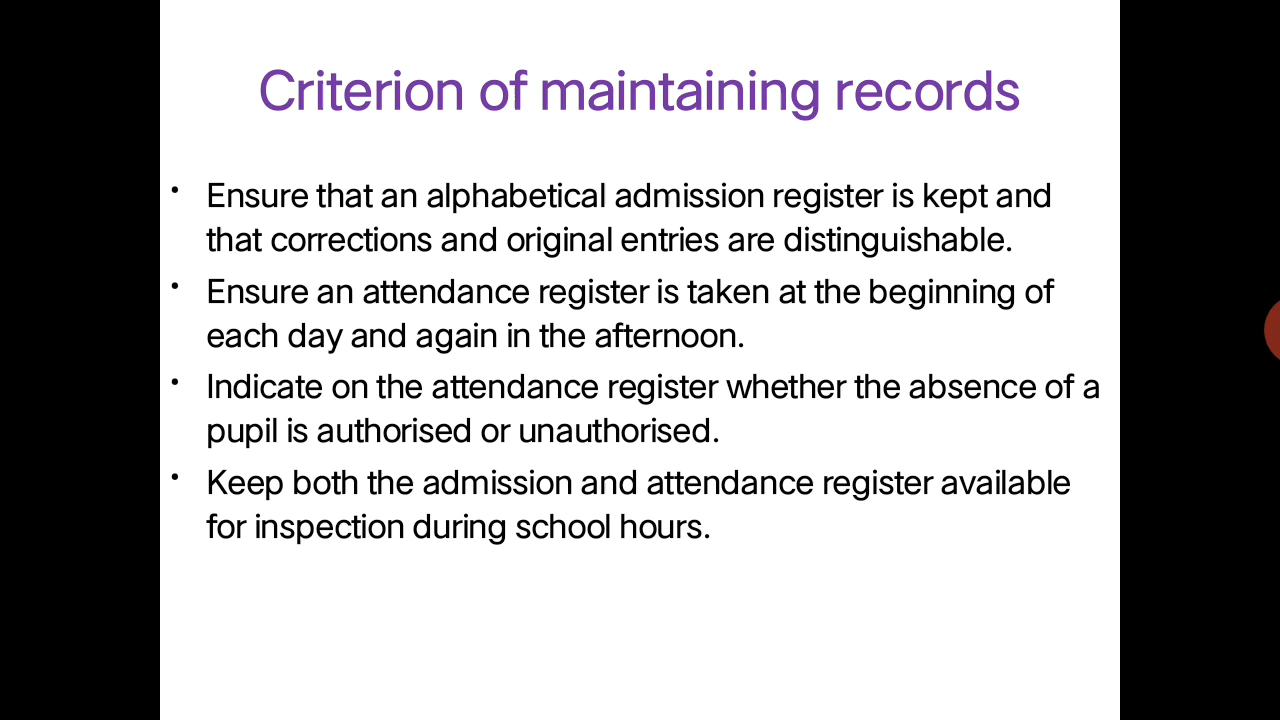 Criterion of maintaining records
• Ensure that an alphabetical admission register is kept and
that corrections and original entries are distinguishable.
• Ensure an attendance register is taken at the beginning of
each day and again in the afternoon.
• Indicate on the attendance register whether the absence of a
pupil is authorised or unauthorised.
• Keep both the admission and attendance register available
for inspection during school hours.